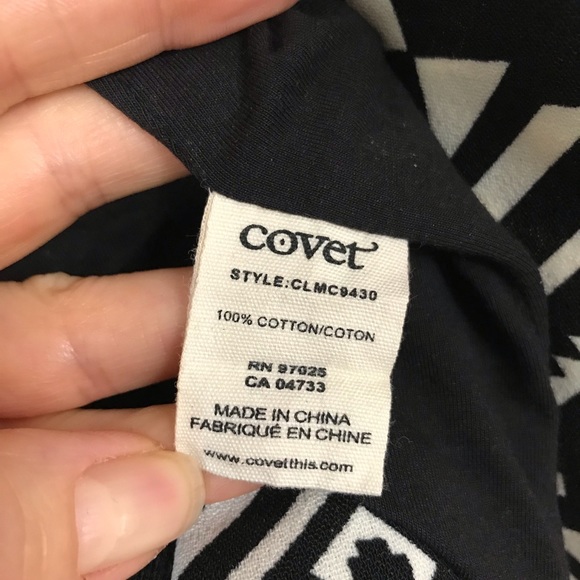 covet
STYLE:CLMC9430
100% COTTON/COTON
RN 97025
CA 04733
MADE IN CHINA
FABRIQUÉ EN CHINE
www.covetthis.com